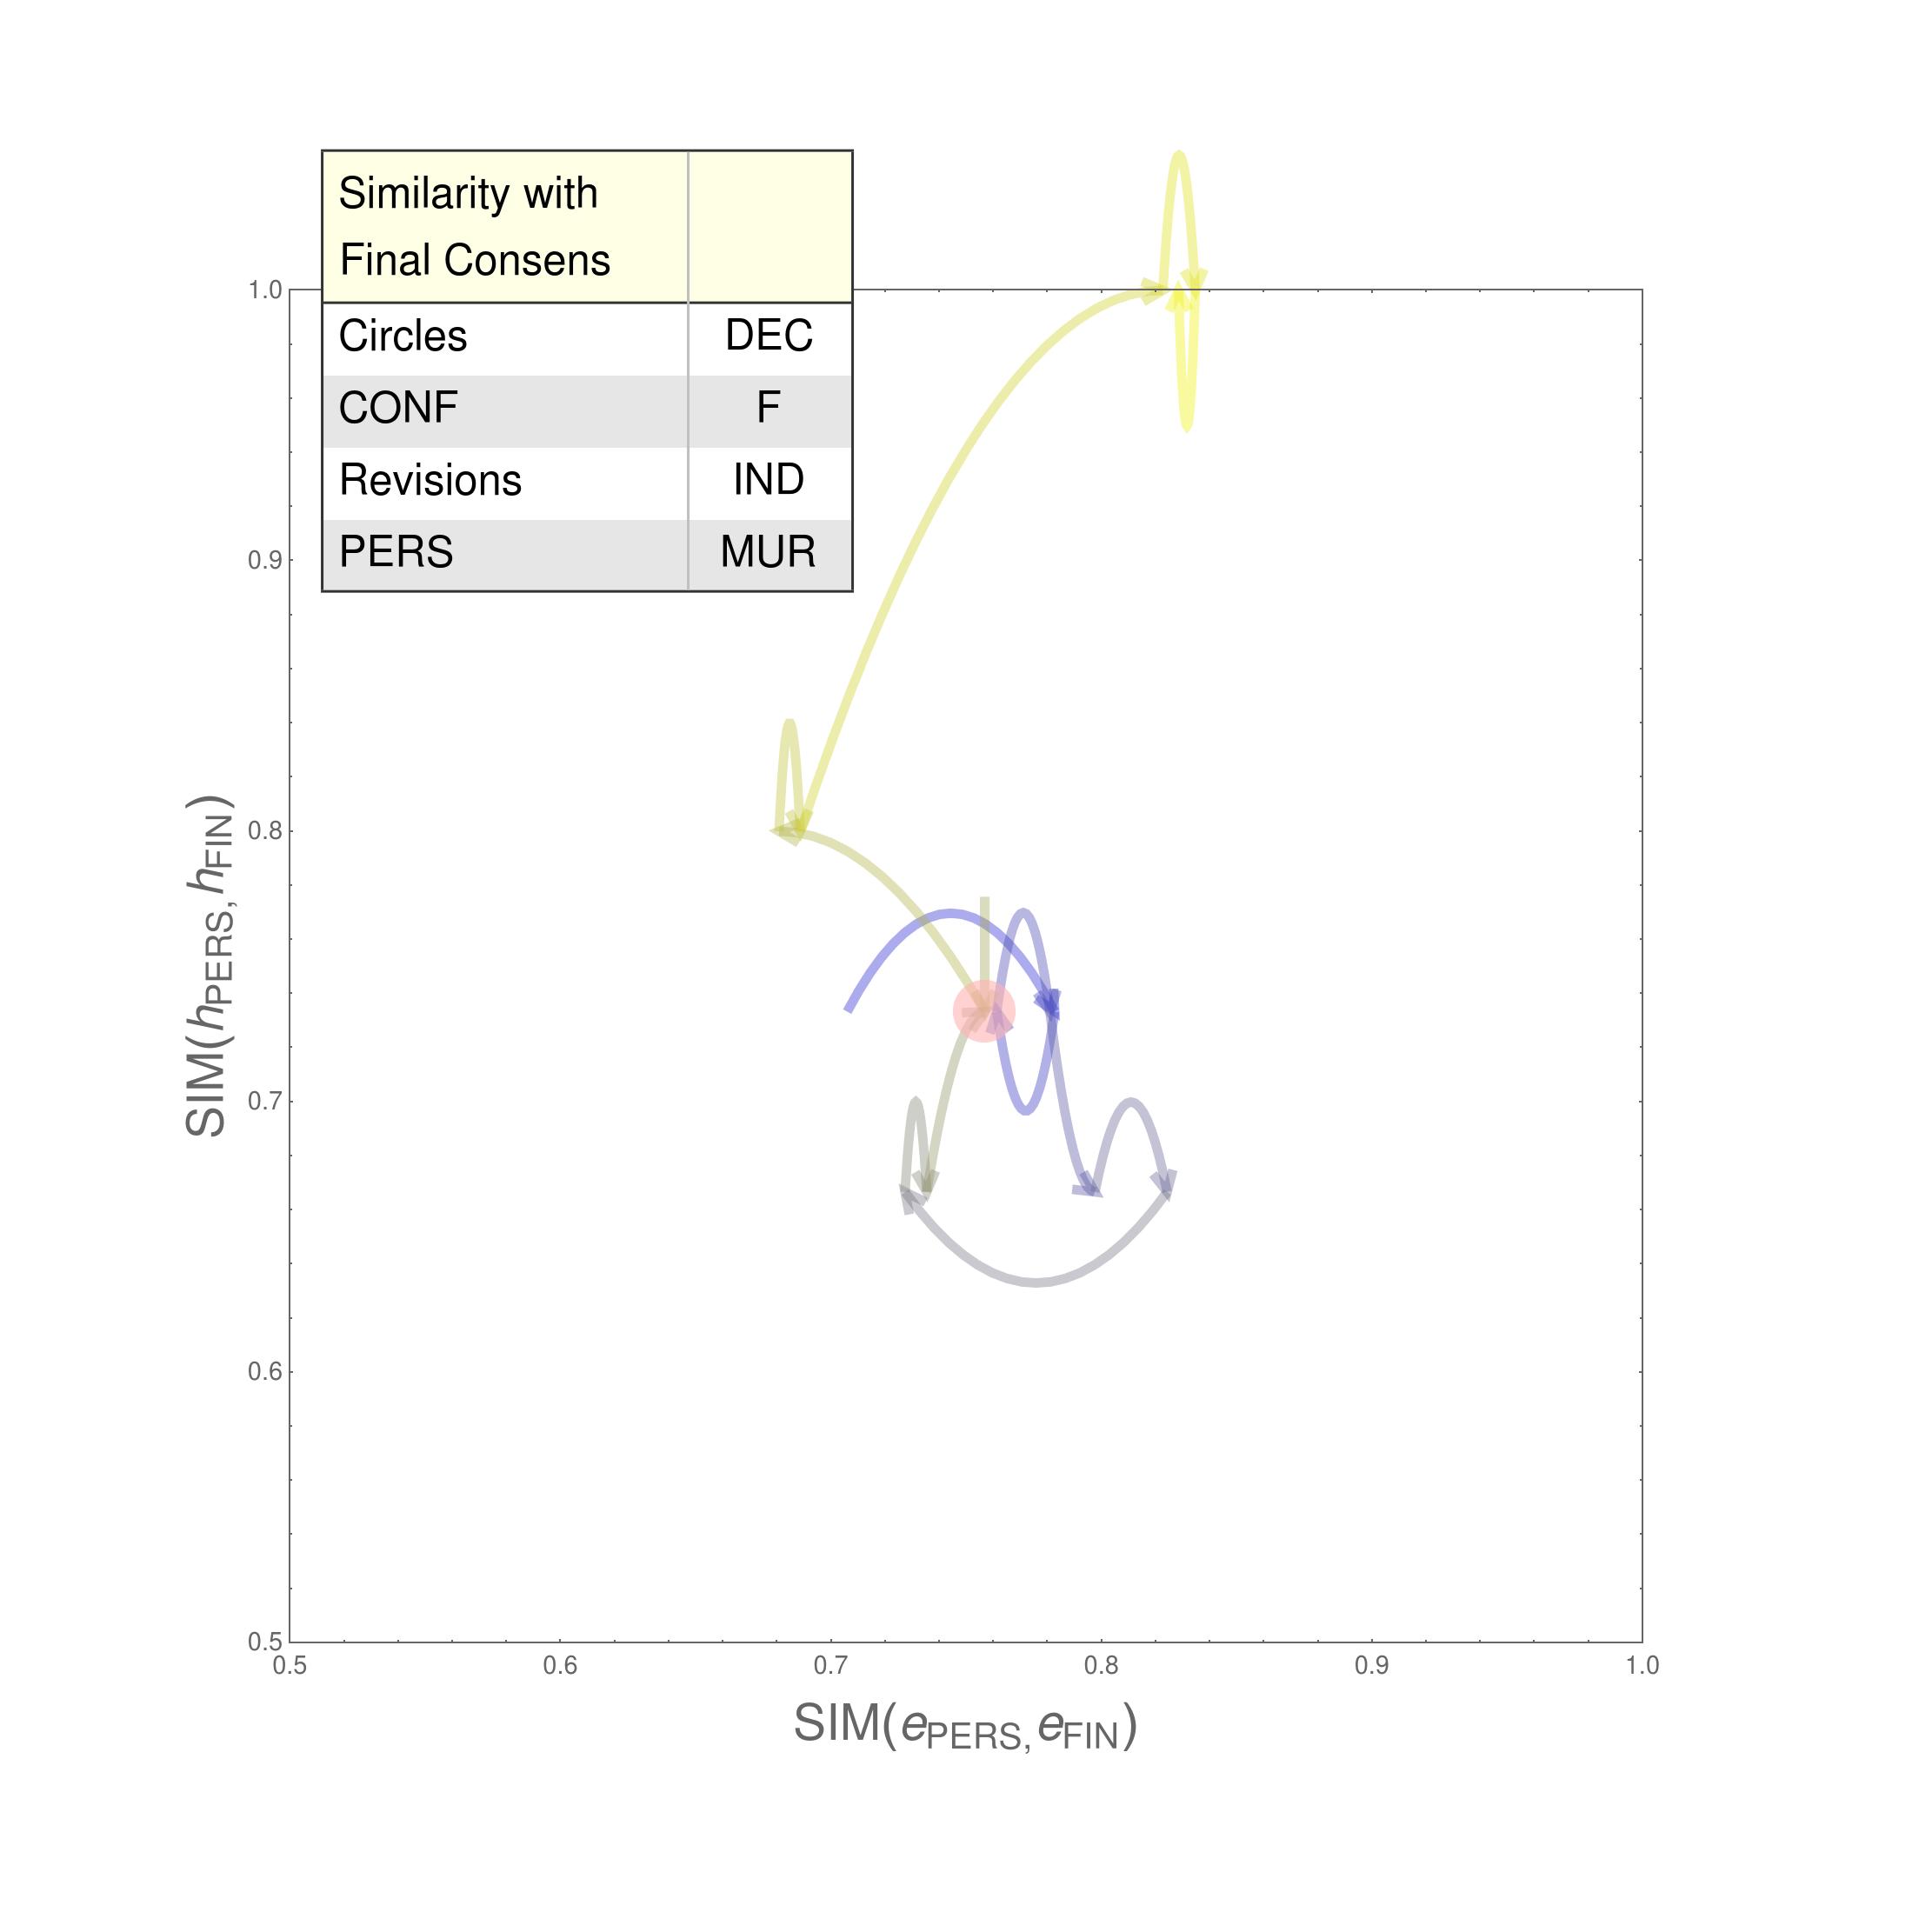 Similarity with
Final Consens
Circles DEC
CONF F
Revisions IND
PERS MUR
1.0
0.9
0.8
0.7
0.6
0.5
0.5 0.6 0.7 0.8 0.9 1.0
SIM(hPERS, hFIN)
SIM(ePERS, eFIN)